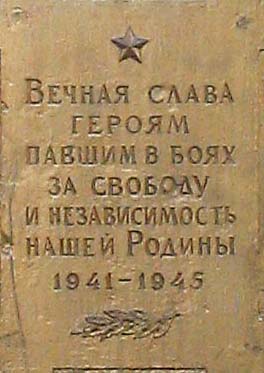 Вечная слава
героям
павшим в боях
за свободу
и независимость
нашей Родины
1941-1945